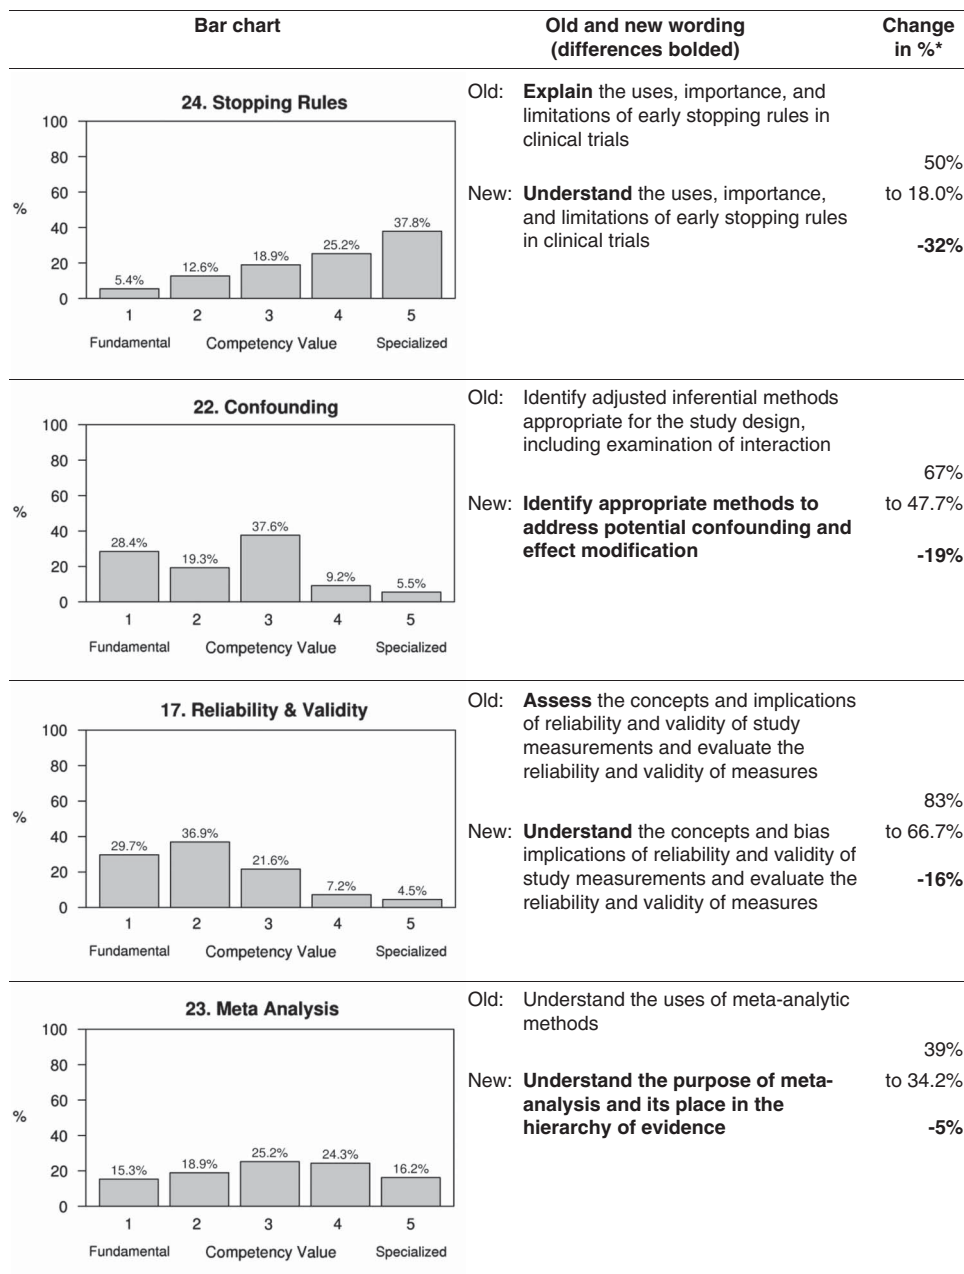 Bar chart
Old and new wording
(differences bolded)
Change
in %*
24. Stopping Rules
100
80
60
40
20
0
%
5.4%
12.6%
18.9%
25.2%
37.8%
1
2
3
4
5
Fundamental
Competency Value
Specialized
Old: Explain the uses, importance, and
limitations of early stopping rules in
clinical trials
50%
New: Understand the uses, importance,
and limitations of early stopping rules
in clinical trials
to 18.0%
-32%
22. Confounding
100
80
60
40
20
0
%
28.4%
19.3%
37.6%
9.2%
5.5%
1
2
3
4
5
Fundamental
Competency Value
Specialized
Old: Identify adjusted inferential methods
appropriate for the study design,
including examination of interaction
67%
New: Identify appropriate methods to
address potential confounding and
effect modification
to 47.7%
-19%
17. Reliability & Validity
100
80
60
40
20
0
%
29.7%
36.9%
21.6%
7.2%
4.5%
1
2
3
4
5
Fundamental
Competency Value
Specialized
Old: Assess the concepts and implications
of reliability and validity of study
measurements and evaluate the
reliability and validity of measures
83%
New: Understand the concepts and bias
implications of reliability and validity of
study measurements and evaluate the
reliability and validity of measures
to 66.7%
-16%
23. Meta Analysis
100
80
60
40
20
0
%
15.3%
18.9%
25.2%
24.3%
16.2%
1
2
3
4
5
Fundamental
Competency Value
Specialized
Old: Understand the uses of meta-analytic
methods
39%
New: Understand the purpose of meta-
analysis and its place in the
hierarchy of evidence
to 34.2%
-5%